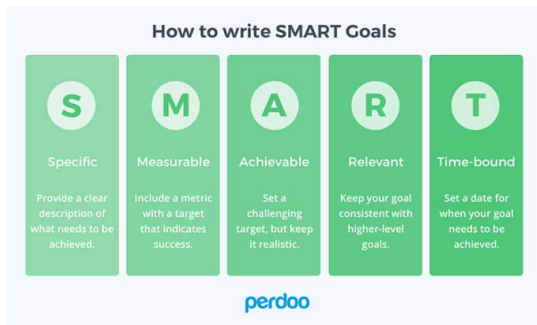 How to write SMART Goals
S
Specific
Provide a clear
description of
what needs to be
achieved.
M
Measurable
Include a metric
with a target
that indicates
success.
A
Achievable
Set a
challenging
target, but keep
it realistic.
R
Relevant
Keep your goal
consistent with
higher-level
goals.
T
Time-bound
Set a date for
when your goal
needs to be
achieved.
perdoo